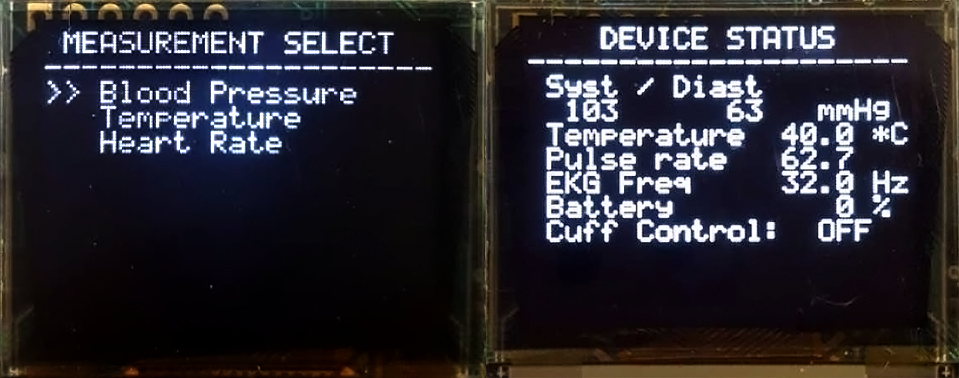 MEASUREMENT SELECT
>> Blood Pressure
Temperature
Heart Rate
DEVICE STATUS
Syst / Diast
103 63 mmHg
Temperature 40.0 *C
Pulse rate 62.7
EKG Freq 32.0 Hz
Battery 0 %
Cuff Control: OFF